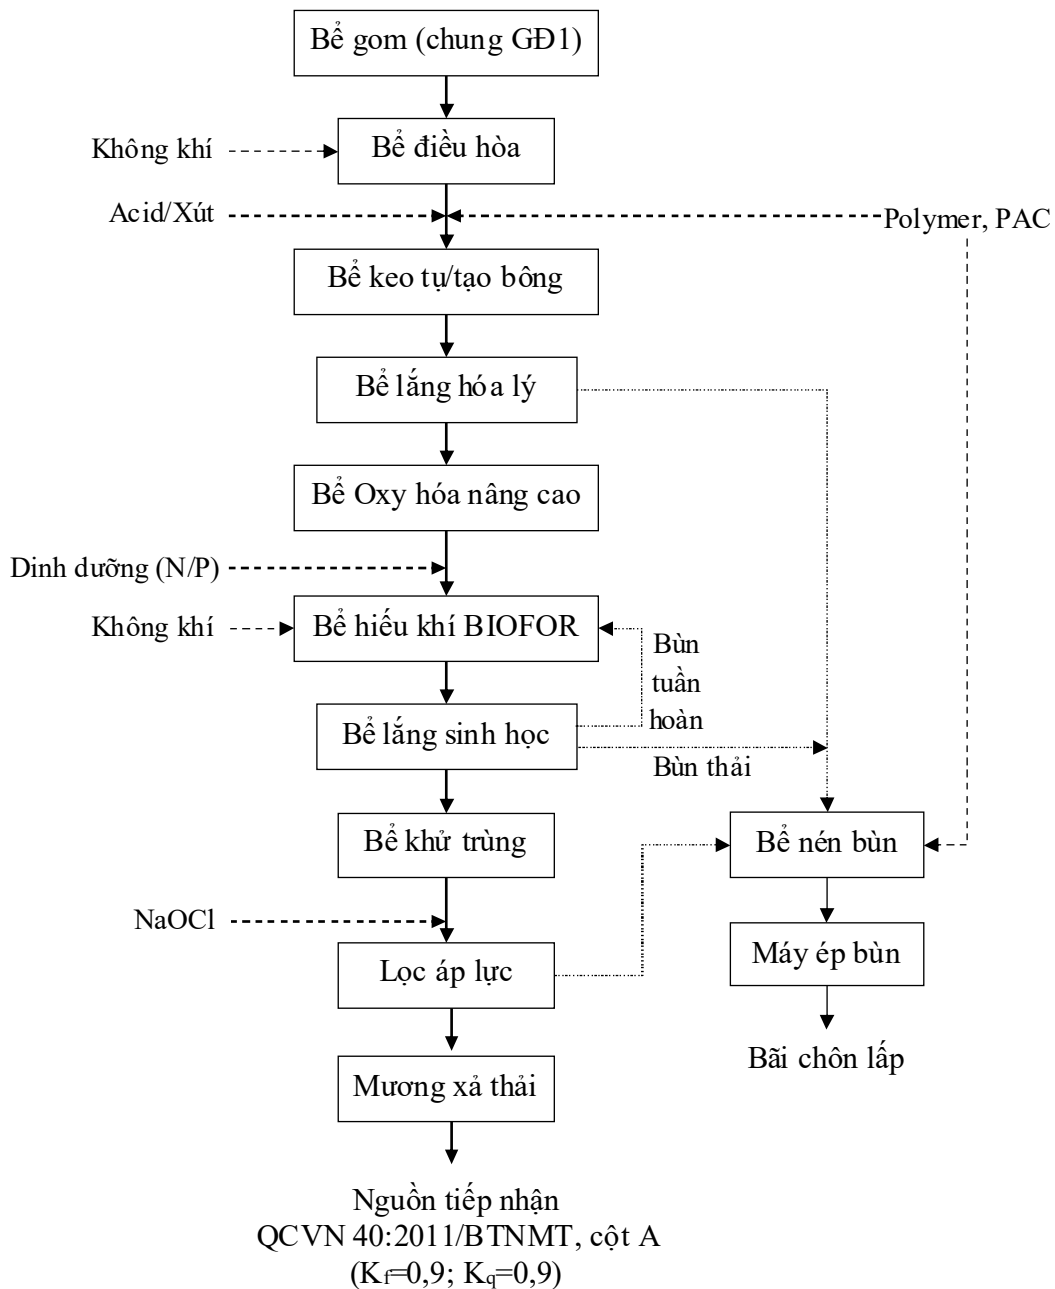 Bể gom (chung GĐ1)
Không khí
Bể điều hòa
Acid/Xút
Polymer, PAC
Bể keo tụ/tạo bông
Bể lắng hóa lý
Bể Oxy hóa nâng cao
Dinh dưỡng (N/P)
Không khí
Bể hiếu khí BIOFOR
Bùn
tuần
hoàn
Bể lắng sinh học
Bùn thải
Bể khử trùng
Bể nén bùn
NaOCl
Lọc áp lực
Máy ép bùn
Bãi chôn lấp
Mương xả thải
Nguồn tiếp nhận
QCVN 40:2011/BTNMT, cột A
(Kf=0,9; Kq=0,9)